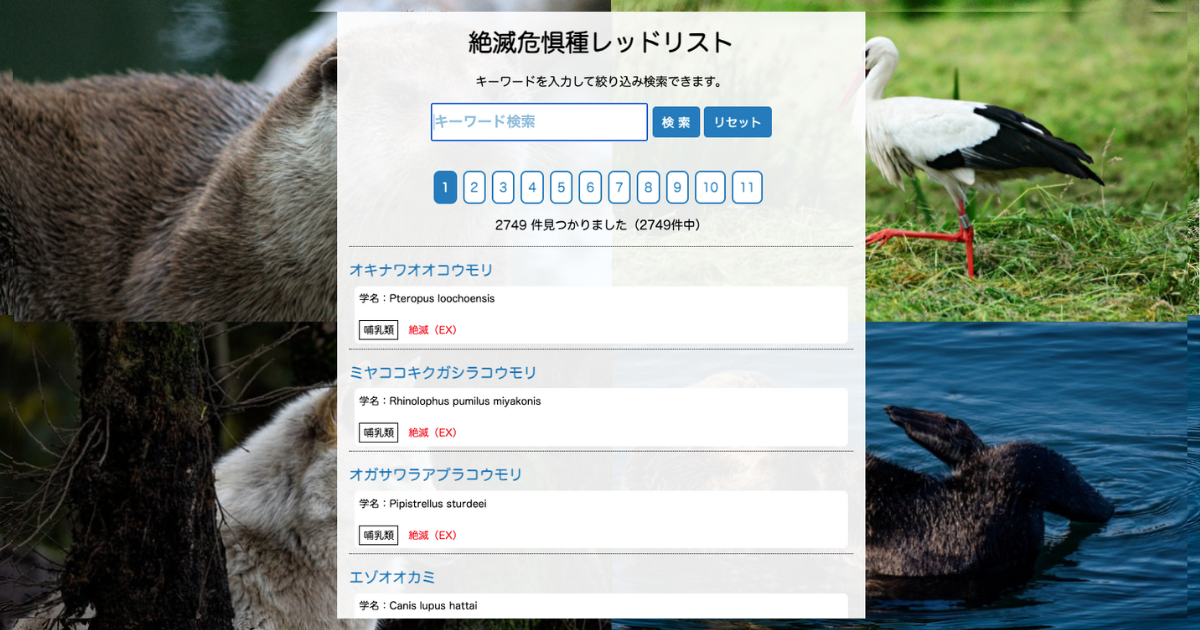 絶滅危惧種レッドリスト
キーワードを入力して絞り込み検索できます。
キーワード検索 検 索 リセット
1 2 3 4 5 6 7 8 9 10 11
2749 件見つかりました（2749件中）
オキナワオオコウモリ
学名：Pteropus loochoensis
哺乳類 絶滅（EX）
ミヤココキクガシラコウモリ
学名：Rhinolophus pumilus miyakonis
哺乳類 絶滅（EX）
オガサワラアブラコウモリ
学名：Pipistrellus sturdeei
哺乳類 絶滅（EX）
エゾオオカミ
学名：Canis lupus hattai